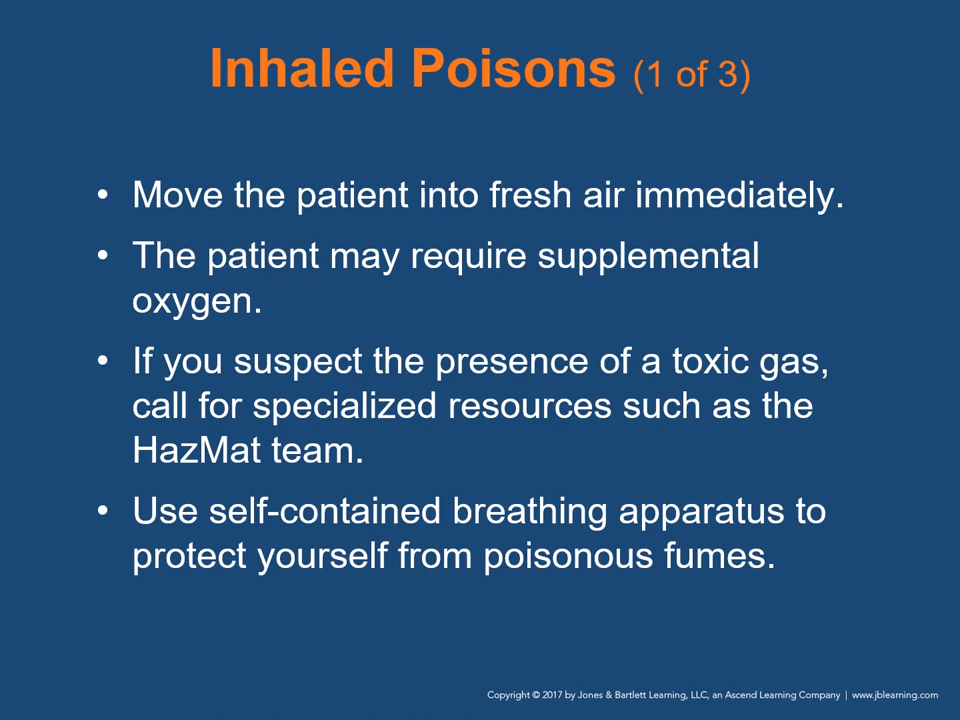 Inhaled Poisons (1 of 3)
• Move the patient into fresh air immediately.
• The patient may require supplemental
oxygen.
• If you suspect the presence of a toxic gas,
call for specialized resources such as the
HazMat team.
• Use self-contained breathing apparatus to
protect yourself from poisonous fumes.
Copyright © 2017 by Jones & Bartlett Learning, LLC, an Ascend Learning Company | www.jblearning.com